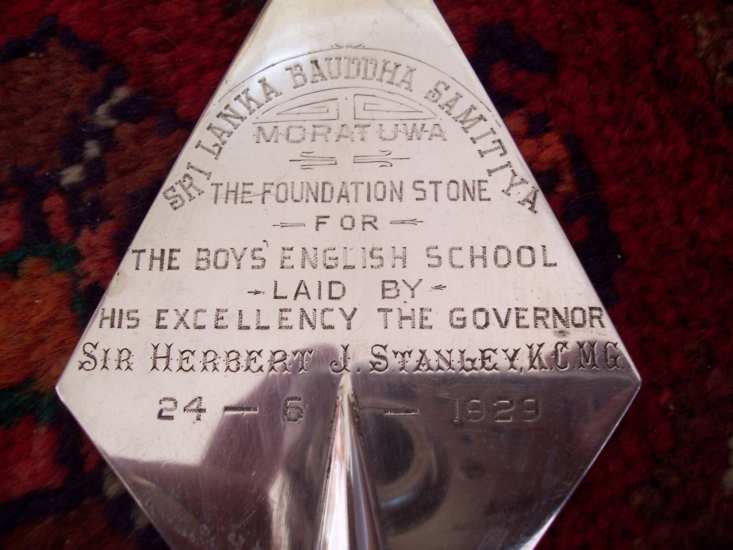 SRI LANKA BAUDDHA SAMITIYA
MORATUWA
THE FOUNDATION STONE
FOR
THE BOYS' ENGLISH SCHOOL
LAID BY
HIS EXCELLENCY THE GOVERNOR
SIR HERBERT J. STANLEY, K.C.M.G
24 — 6 — 1929